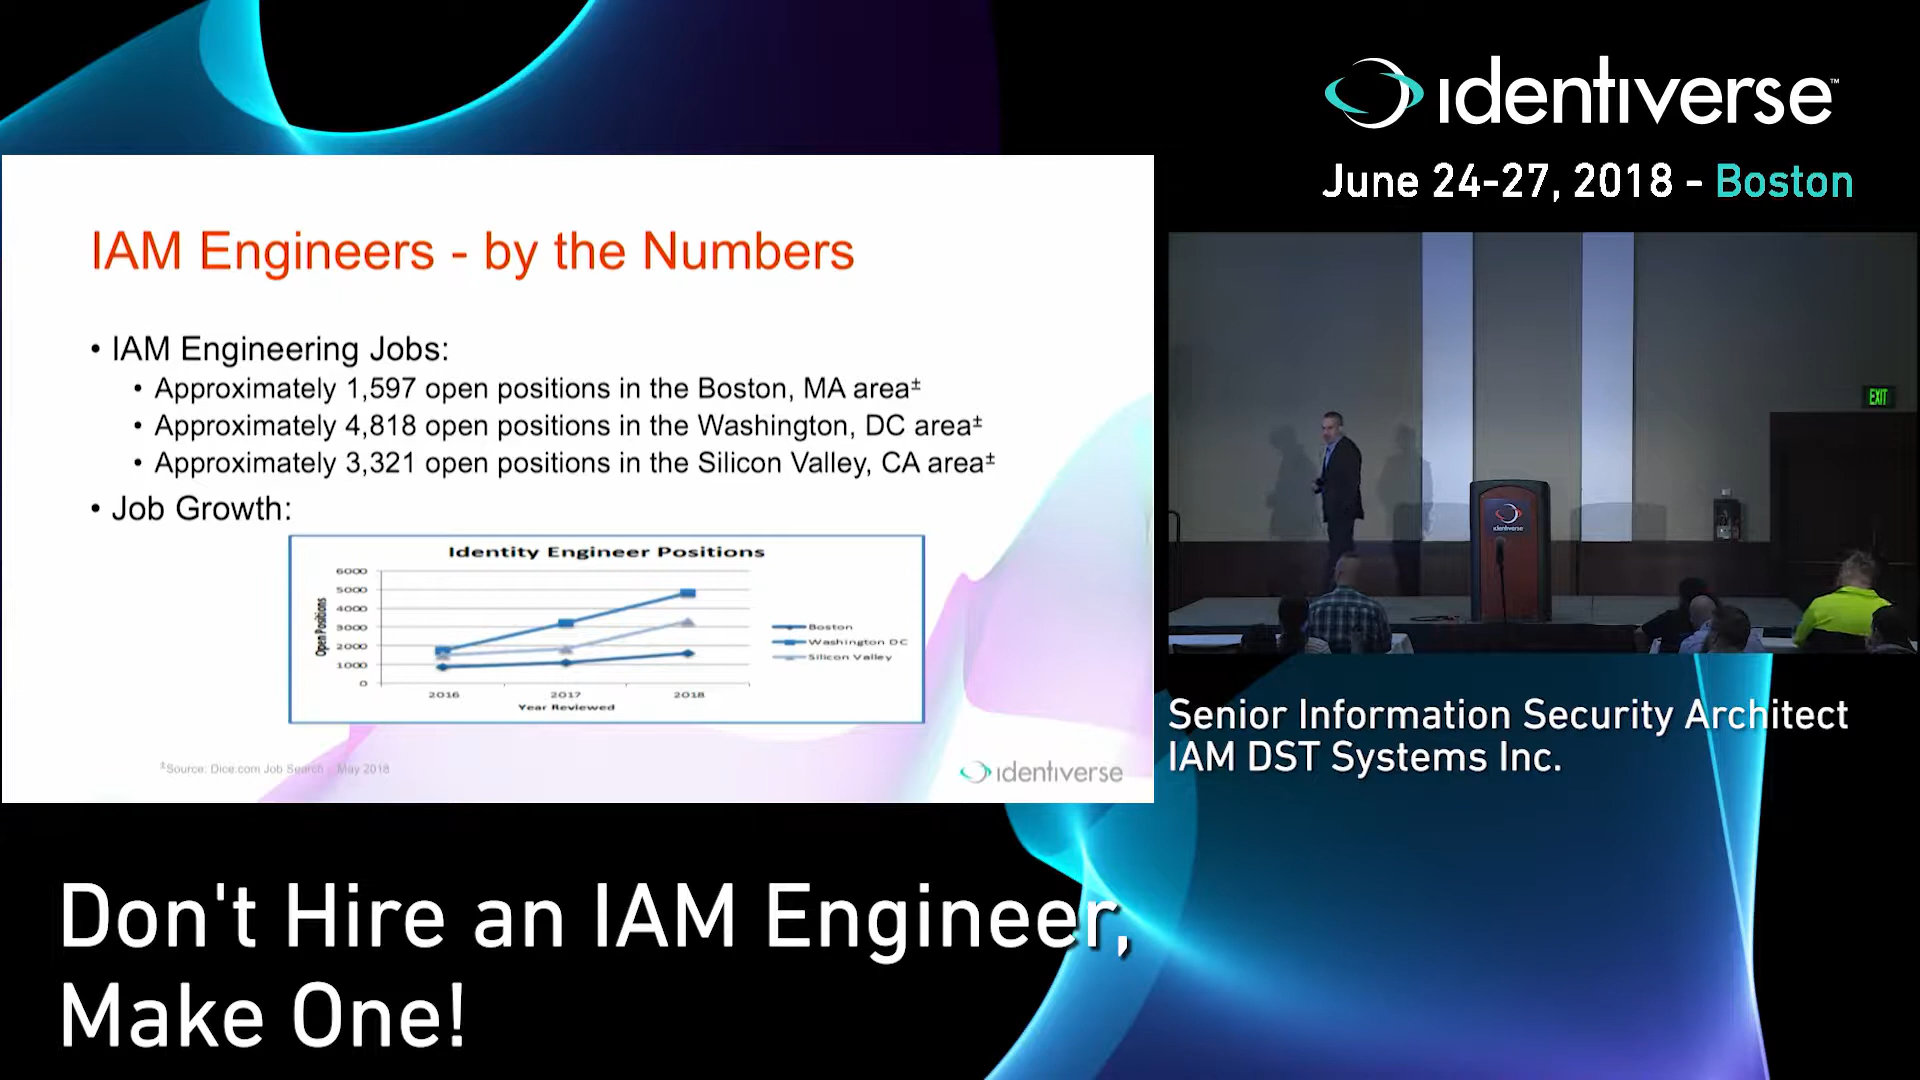 identiverse™
June 24-27, 2018 - Boston
IAM Engineers - by the Numbers
• IAM Engineering Jobs:
• Approximately 1,597 open positions in the Boston, MA area±
• Approximately 4,818 open positions in the Washington, DC area±
• Approximately 3,321 open positions in the Silicon Valley, CA area±
• Job Growth:
Identity Engineer Positions
6000
5000
4000
3000
2000
1000
0
Open Positions
2016 2017 2018
Year Reviewed
Boston
Washington DC
Silicon Valley
±Source: Dice.com Job Search - May 2018
identiverse
EXIT
identiverse
Senior Information Security Architect
IAM DST Systems Inc.
Don't Hire an IAM Engineer,
Make One!